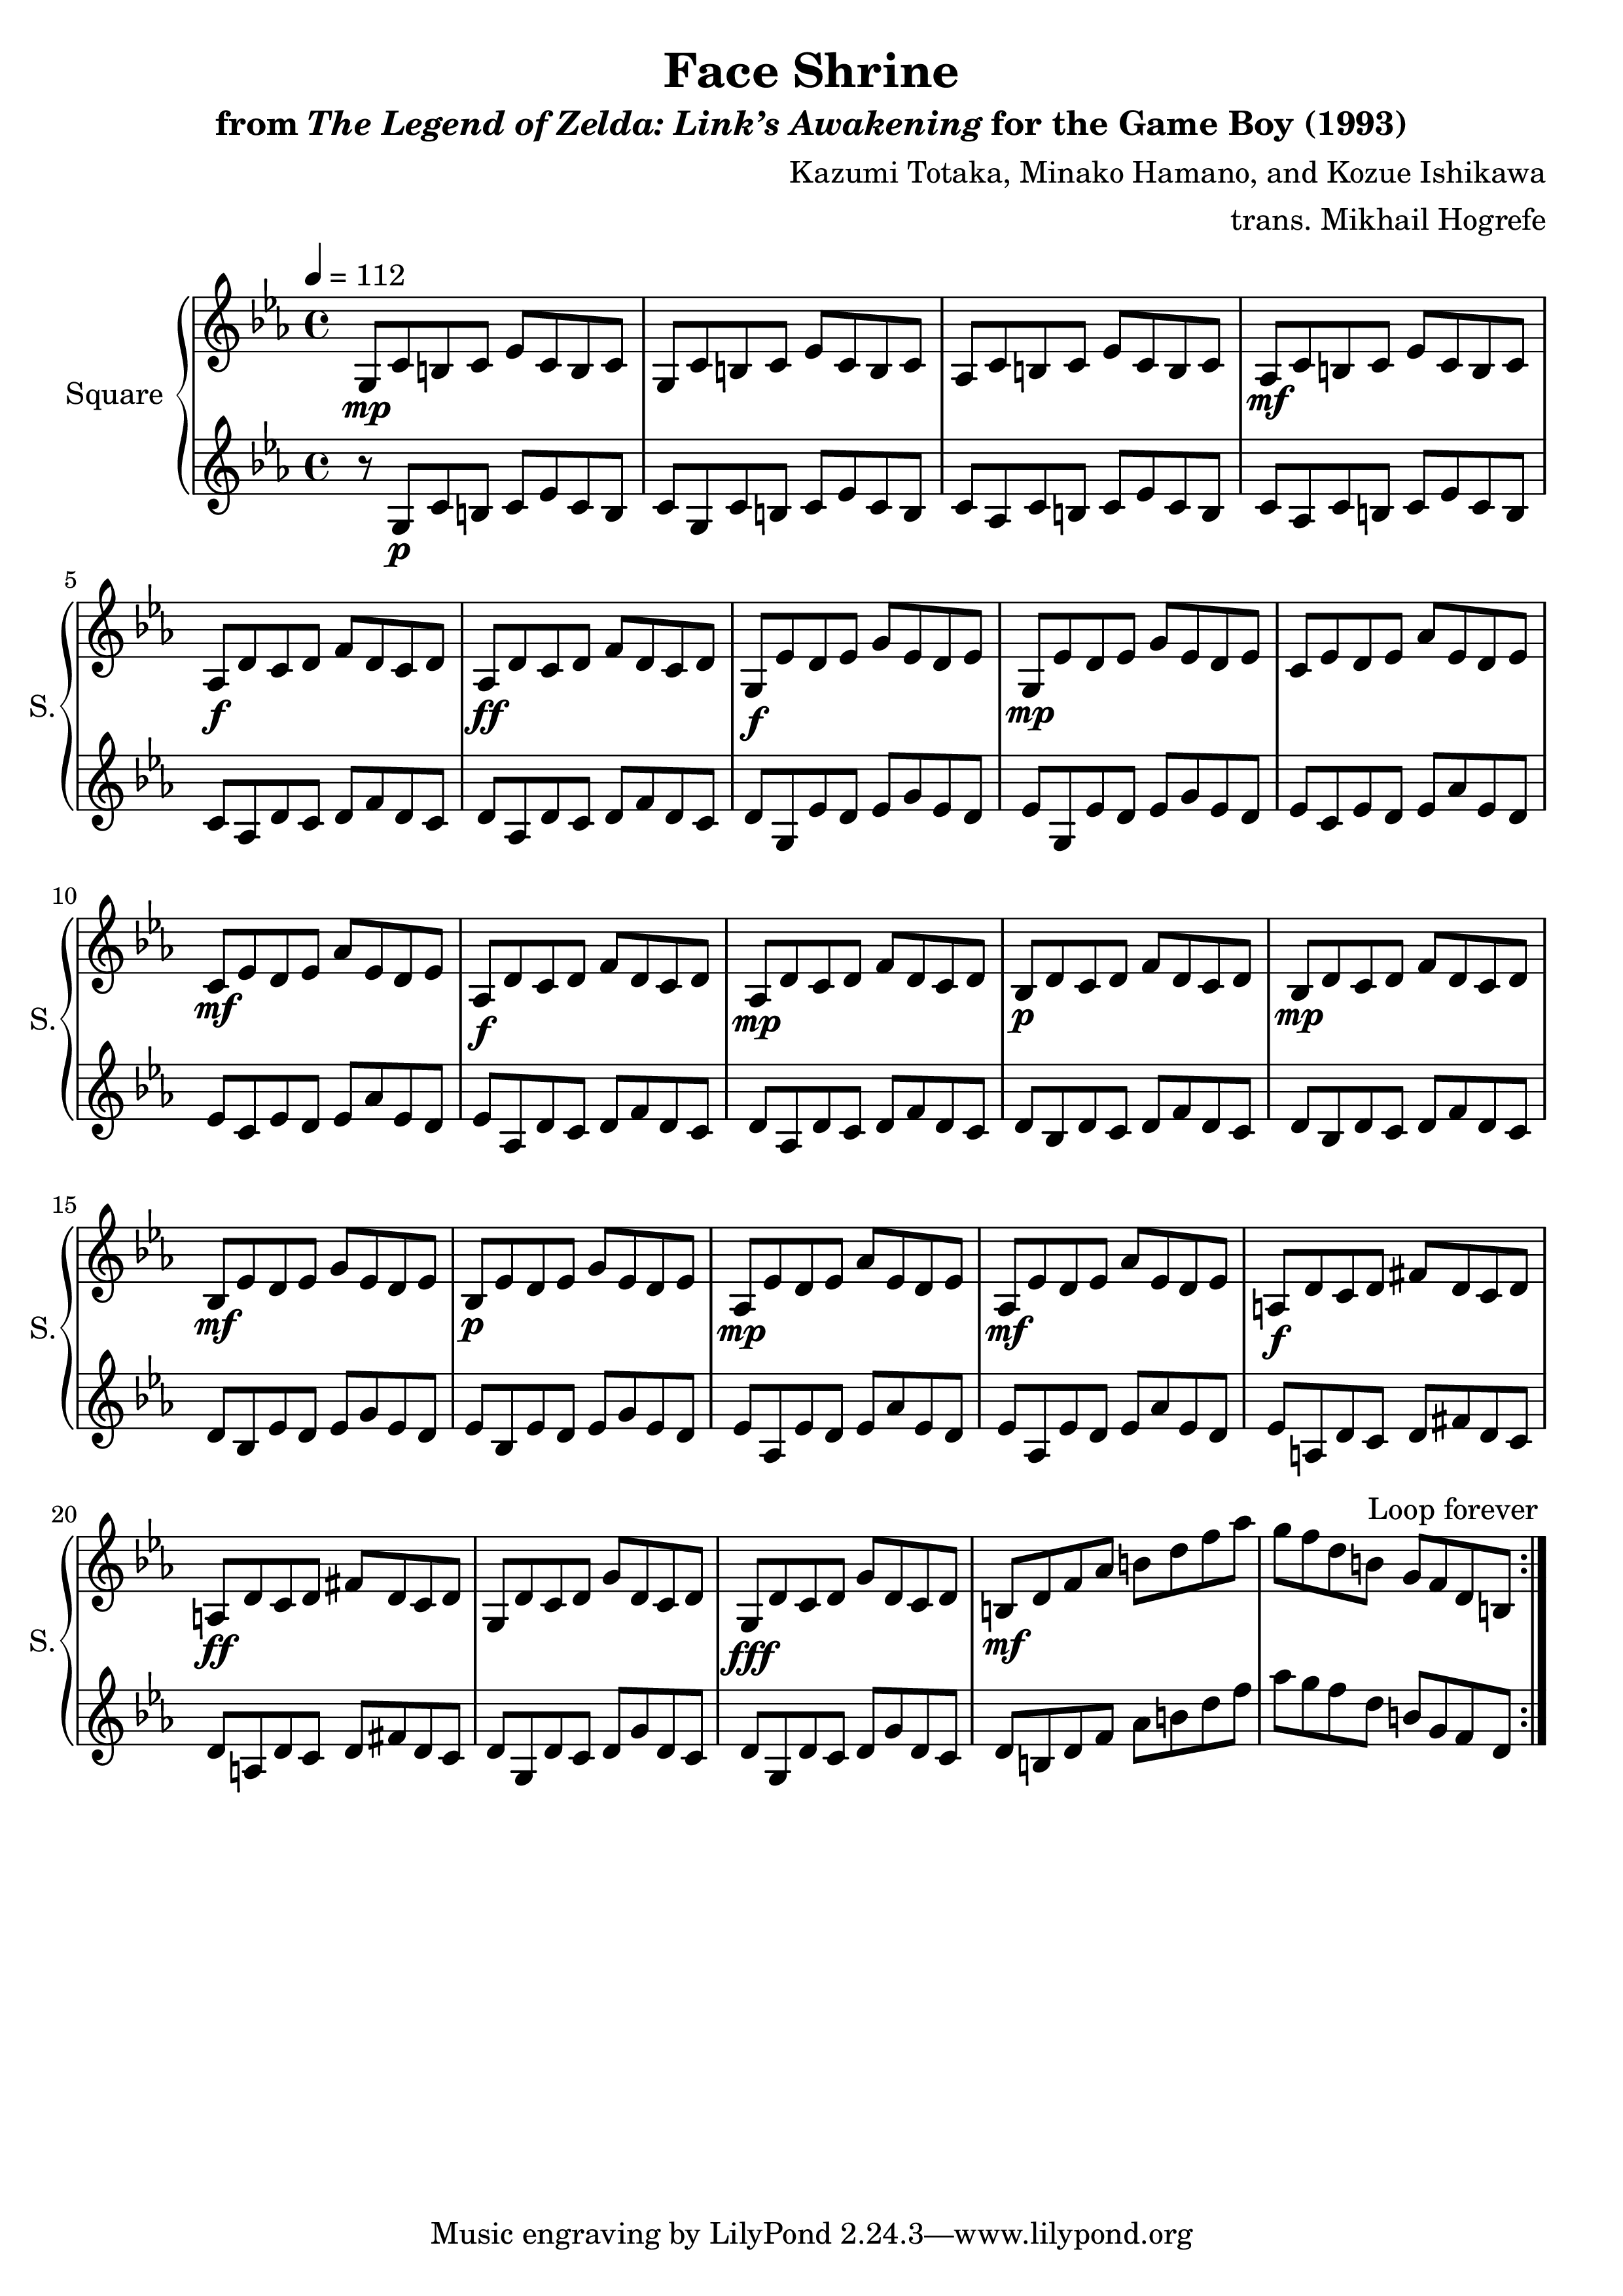 Face Shrine
from The Legend of Zelda: Link’s Awakening for the Game Boy (1993)
Kazumi Totaka, Minako Hamano, and Kozue Ishikawa
trans. Mikhail Hogrefe
= 112
Square
mp
mf
p
5
S.
f
ff
f
mp
10
S.
mf
f
mp
p
mp
15
S.
mf
p
mp
mf
f
Loop forever
20
S.
ff
fff
mf
Music engraving by LilyPond 2.24.3—www.lilypond.org